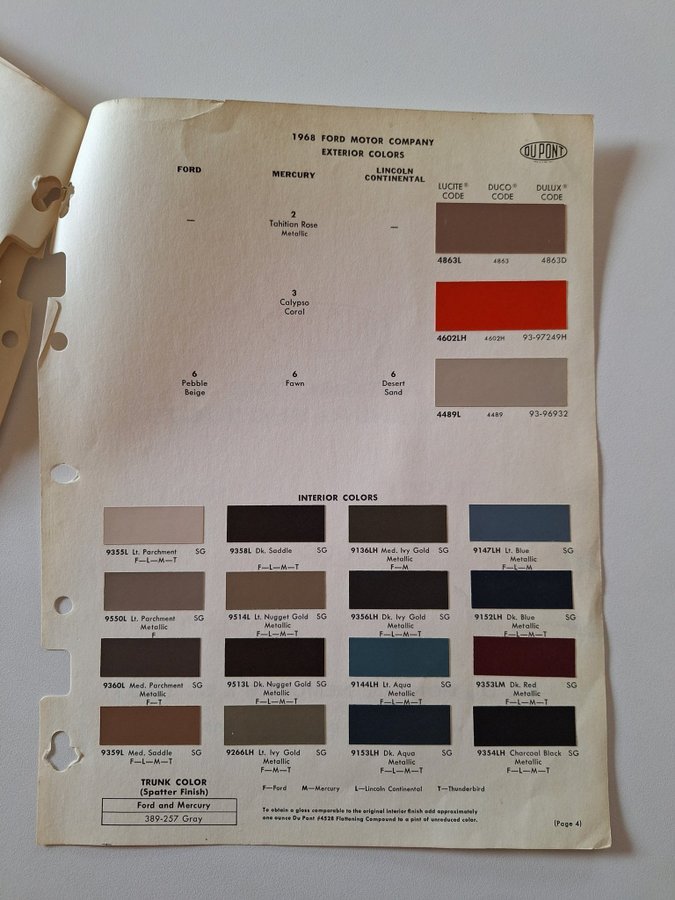 1968 FORD MOTOR COMPANY
EXTERIOR COLORS
DU PONT
FORD MERCURY LINCOLN CONTINENTAL
LUCITE® CODE DUCO® CODE DULUX® CODE
— 2 Tahitian Rose Metallic —
4863L 4863 4863D
3 Calypso Coral
4602LH 4602H 93-97249H
6 Pebble Beige 6 Fawn 6 Desert Sand
4489L 4489 93-96932
INTERIOR COLORS
9355L Lt. Parchment SG
F—L—M—T
9358L Dk. Saddle SG
F—L—M—T
9136LH Med. Ivy Gold SG
Metallic
F—M
9147LH Lt. Blue SG
Metallic
F—L—M
9550L Lt. Parchment SG
Metallic
F
9514L Lt. Nugget Gold SG
Metallic
F—L—M—T
9356LH Dk. Ivy Gold SG
Metallic
F—L—M—T
9152LH Dk. Blue SG
Metallic
F—L—M—T
9360L Med. Parchment SG
Metallic
F—T
9513L Dk. Nugget Gold SG
Metallic
F—L—M—T
9144LH Lt. Aqua SG
Metallic
F—L—M—T
9353LM Dk. Red SG
Metallic
F—L—M—T
9359L Med. Saddle SG
Metallic
F—L—M—T
9266LH Lt. Ivy Gold SG
Metallic
F—M—T
9153LH Dk. Aqua SG
Metallic
F—L—M—T
9354LH Charcoal Black SG
Metallic
F—L—M—T
TRUNK COLOR
(Spatter Finish)
Ford and Mercury
389-257 Gray
F—Ford M—Mercury L—Lincoln Continental T—Thunderbird
To obtain a gloss comparable to the original interior finish add approximately
one ounce Du Pont #4528 Flattening Compound to a pint of unreduced color.
(Page 4)